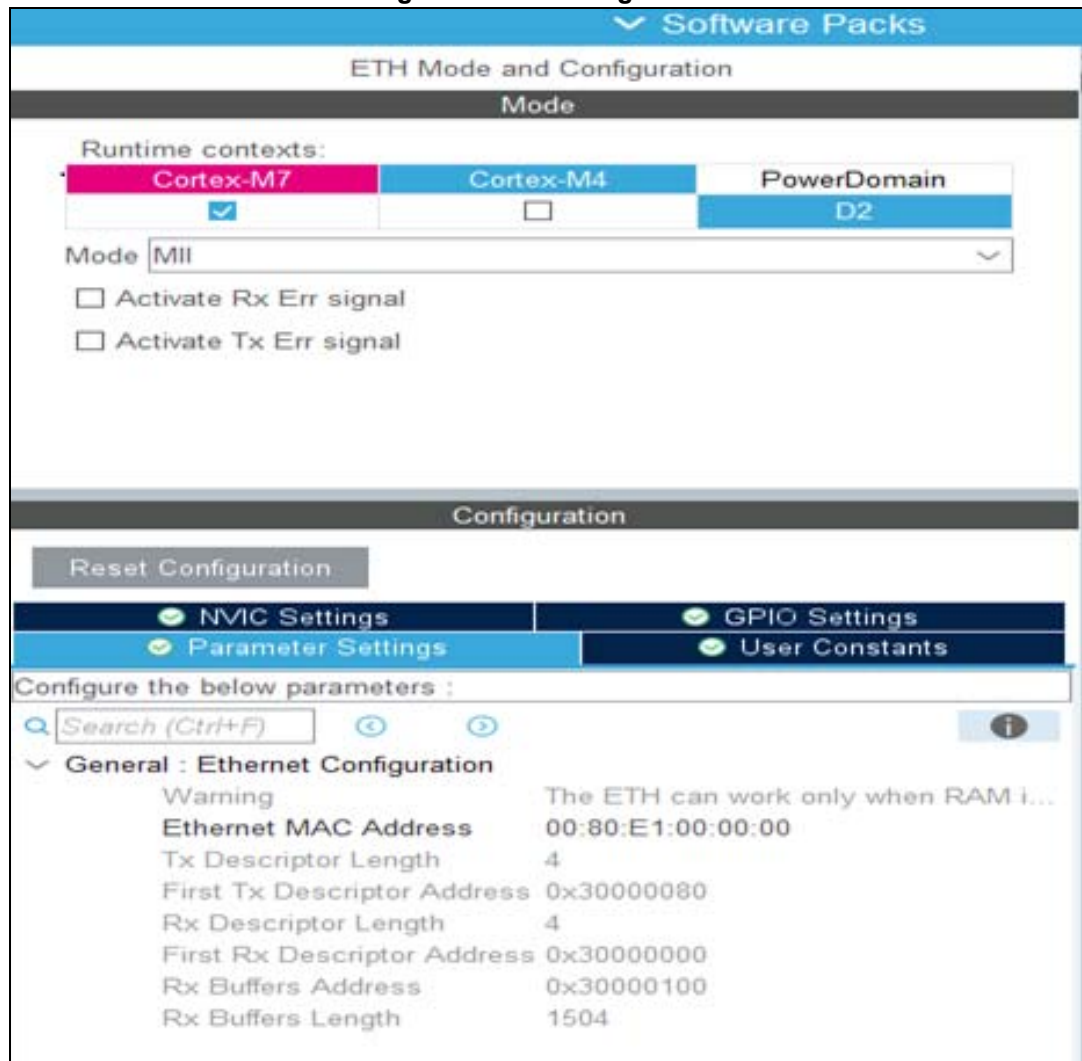 Software Packs
ETH Mode and Configuration
Mode
Runtime contexts:
Cortex-M7 Cortex-M4 PowerDomain
D2
Mode MII
Activate Rx Err signal
Activate Tx Err signal
Configuration
Reset Configuration
NVIC Settings GPIO Settings
Parameter Settings User Constants
Configure the below parameters :
Search (Ctrl+F)
General : Ethernet Configuration
Warning The ETH can work only when RAM i...
Ethernet MAC Address 00:80:E1:00:00:00
Tx Descriptor Length 4
First Tx Descriptor Address 0x30000080
Rx Descriptor Length 4
First Rx Descriptor Address 0x30000000
Rx Buffers Address 0x30000100
Rx Buffers Length 1504